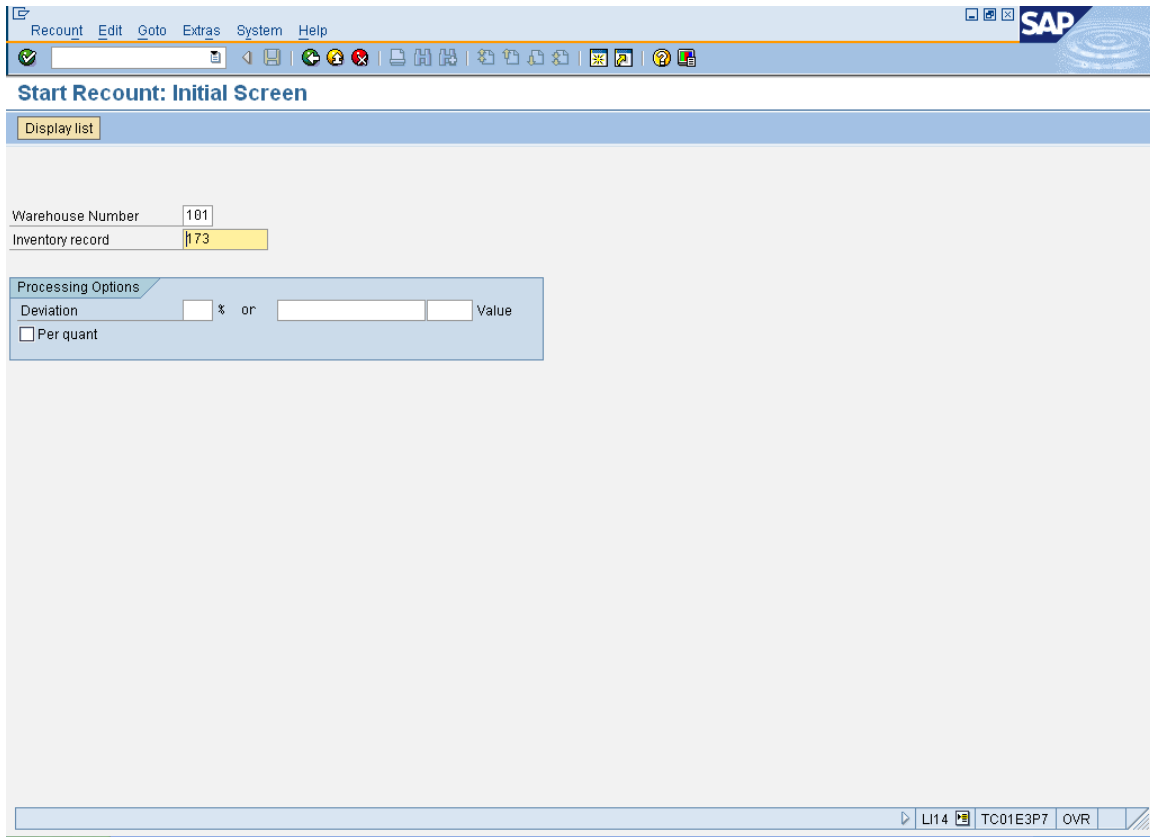 Recount Edit Goto Extras System Help
SAP
Start Recount: Initial Screen
Display list
Warehouse Number 101
Inventory record 173
Processing Options
Deviation % or Value
Per quant
LI14 TC01E3P7 OVR